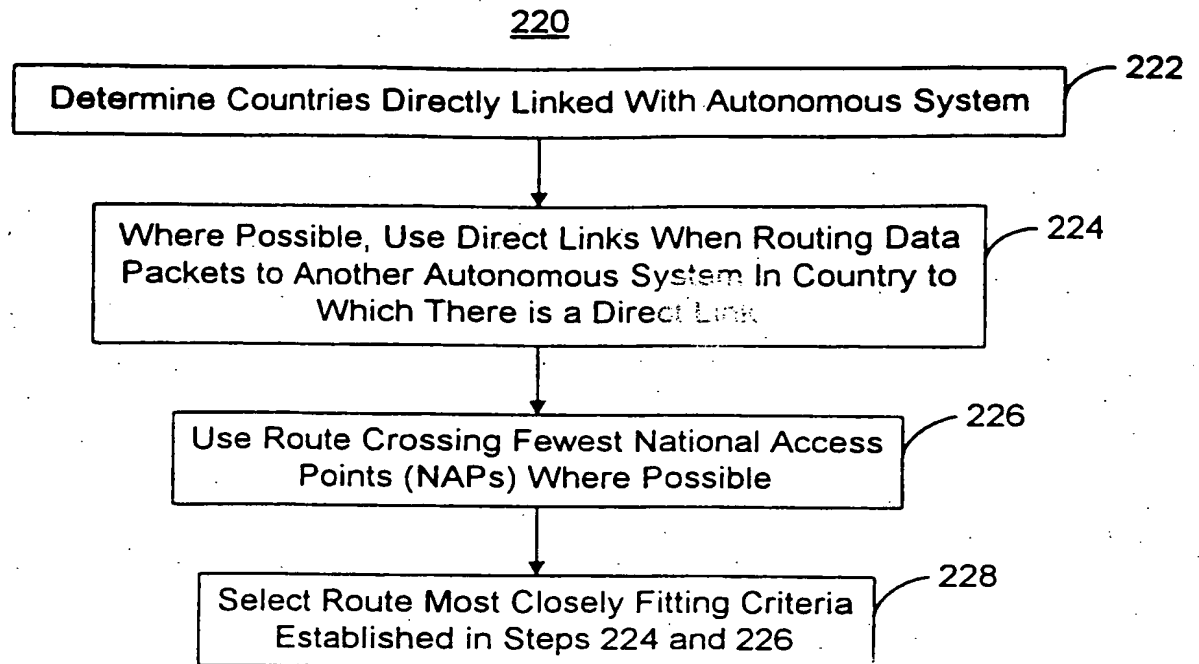 220
222
Determine Countries Directly Linked With Autonomous System
224
Where Possible, Use Direct Links When Routing Data
Packets to Another Autonomous System In Country to
Which There is a Direct Link
226
Use Route Crossing Fewest National Access
Points (NAPs) Where Possible
228
Select Route Most Closely Fitting Criteria
Established in Steps 224 and 226